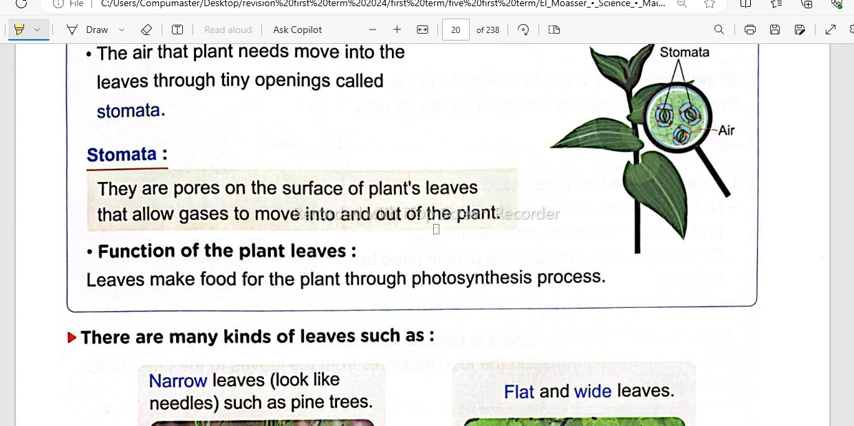 File | C:/Users/Compumaster/Desktop/revision%20first%20term%202024/first%20term/five%20first%20term/El_Moasser_•_Science_•_Mai...
Draw
Read aloud
Ask Copilot
20 of 238
• The air that plant needs move into the
leaves through tiny openings called
stomata.
Stomata
Air
Stomata :
They are pores on the surface of plant's leaves
that allow gases to move into and out of the plant.
Recorder
• Function of the plant leaves :
Leaves make food for the plant through photosynthesis process.
There are many kinds of leaves such as :
Narrow leaves (look like
needles) such as pine trees.
Flat and wide leaves.